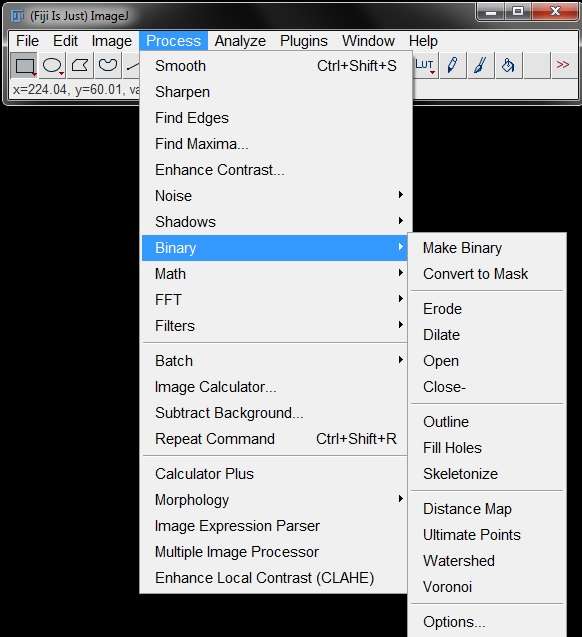 (Fiji Is Just) ImageJ
File Edit Image Process Analyze Plugins Window Help
LUT >>
x=224.04, y=60.01, va
Smooth Ctrl+Shift+S
Sharpen
Find Edges
Find Maxima...
Enhance Contrast...
Noise
Shadows
Binary
Math
FFT
Filters
Batch
Image Calculator...
Subtract Background...
Repeat Command Ctrl+Shift+R
Calculator Plus
Morphology
Image Expression Parser
Multiple Image Processor
Enhance Local Contrast (CLAHE)
Make Binary
Convert to Mask
Erode
Dilate
Open
Close-
Outline
Fill Holes
Skeletonize
Distance Map
Ultimate Points
Watershed
Voronoi
Options...